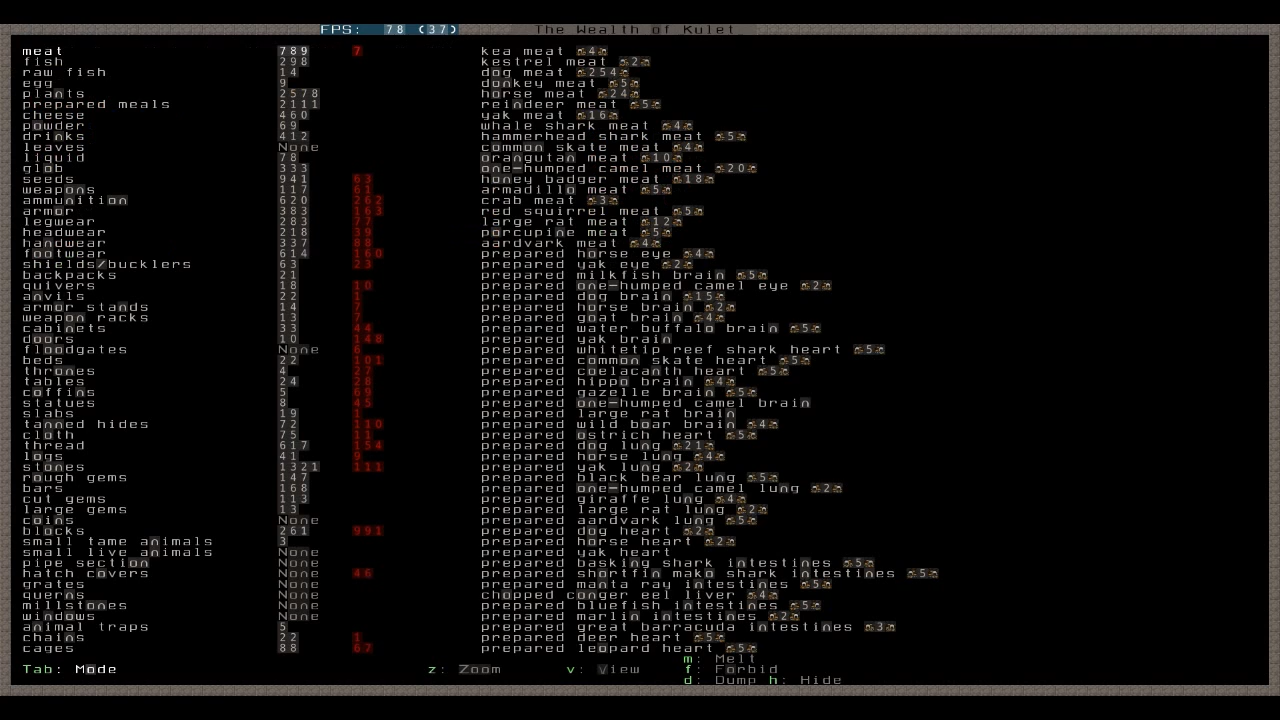 FPS: 78 (37) The Wealth of Kulet
meat 789 7 kea meat 4
fish 298 kestrel meat 2
raw fish 14 dog meat 254
egg 9 donkey meat 5
plants 2578 horse meat 24
prepared meals 2111 reindeer meat 5
cheese 460 yak meat 16
powder 69 whale shark meat 4
drinks 412 hammerhead shark meat 5
leaves None common skate meat 4
liquid 78 orangutan meat 10
glob 333 one-humped camel meat 20
seeds 941 63 honey badger meat 18
weapons 117 61 armadillo meat 5
ammunition 620 262 crab meat 3
armor 383 163 red squirrel meat 5
legwear 283 77 large rat meat 12
headwear 218 39 porcupine meat 5
handwear 337 88 aardvark meat 4
footwear 614 160 prepared horse eye 4
shields/bucklers 63 23 prepared yak eye 2
backpacks 21 prepared milkfish brain 5
quivers 18 10 prepared one-humped camel eye 2
anvils 22 1 prepared dog brain 15
armor stands 14 7 prepared horse brain 2
weapon racks 13 7 prepared goat brain 4
cabinets 33 44 prepared water buffalo brain 5
doors 10 148 prepared yak brain
floodgates None 6 prepared whitetip reef shark heart 5
beds 22 101 prepared common skate heart 5
thrones 4 27 prepared coelacanth heart 5
tables 24 28 prepared hippo brain 4
coffins 5 69 prepared gazelle brain 5
statues 8 45 prepared one-humped camel brain
slabs 19 1 prepared large rat brain
tanned hides 72 110 prepared wild boar brain 4
cloth 75 11 prepared ostrich heart 5
thread 617 154 prepared dog lung 21
logs 41 9 prepared horse lung 4
stones 1321 111 prepared yak lung 2
rough gems 147 prepared black bear lung 5
bars 168 prepared one-humped camel lung 2
cut gems 113 prepared giraffe lung 4
large gems 13 prepared large rat lung 2
coins None prepared aardvark lung 5
blocks 261 991 prepared dog heart 2
small tame animals 3 prepared horse heart 2
small live animals None prepared yak heart
pipe section None prepared basking shark intestines 5
hatch covers None 46 prepared shortfin mako shark intestines 5
grates None prepared manta ray intestines 5
querns None chopped conger eel liver 4
millstones None prepared bluefish intestines 5
windows None prepared marlin intestines 2
animal traps 5 prepared great barracuda intestines 3
chains 22 1 prepared deer heart 5
cages 88 67 prepared leopard heart 5
m: Melt
Tab: Mode z: Zoom v: View f: Forbid
d: Dump h: Hide